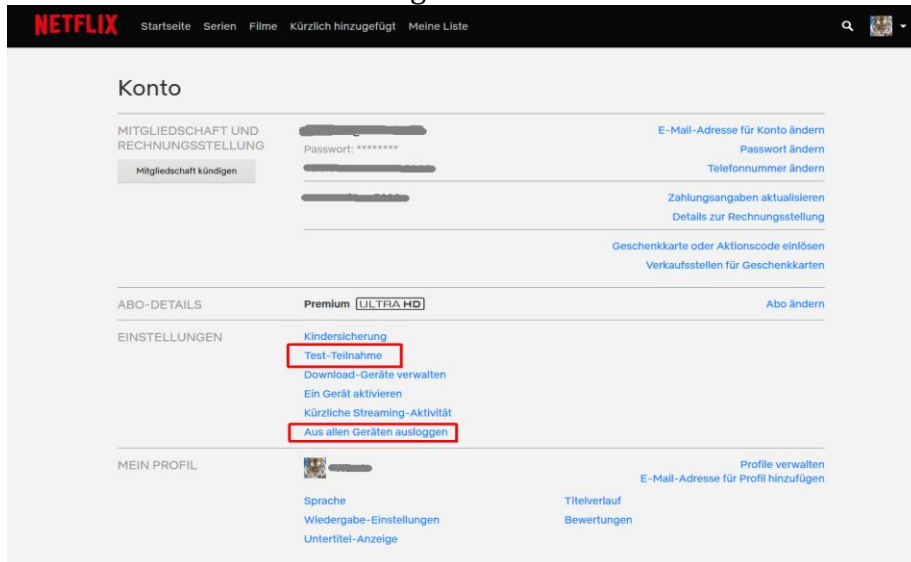 NETFLIX Startseite Serien Filme Kürzlich hinzugefügt Meine Liste
Konto
MITGLIEDSCHAFT UND
RECHNUNGSSTELLUNG
Mitgliedschaft kündigen
Passwort: ********
E-Mail-Adresse für Konto ändern
Passwort ändern
Telefonnummer ändern
Zahlungsangaben aktualisieren
Details zur Rechnungsstellung
Geschenkkarte oder Aktionscode einlösen
Verkaufsstellen für Geschenkkarten
ABO-DETAILS
Premium ULTRA HD
Abo ändern
EINSTELLUNGEN
Kindersicherung
Test-Teilnahme
Download-Geräte verwalten
Ein Gerät aktivieren
Kürzliche Streaming-Aktivität
Aus allen Geräten ausloggen
MEIN PROFIL
Profile verwalten
E-Mail-Adresse für Profil hinzufügen
Sprache
Wiedergabe-Einstellungen
Untertitel-Anzeige
Titelverlauf
Bewertungen